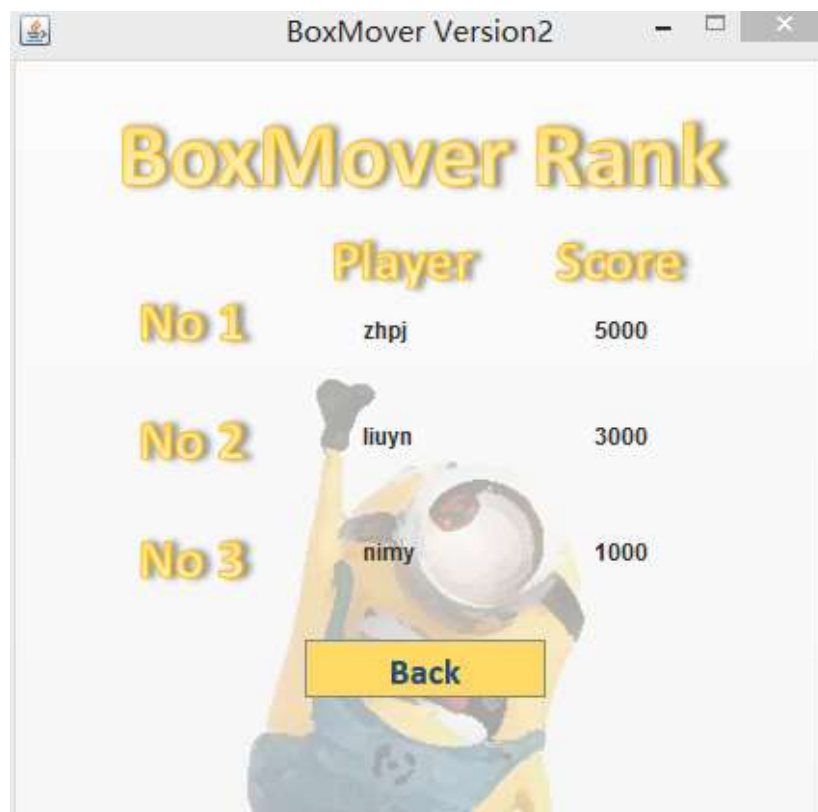 BoxMover Version2
BoxMover Rank
Player Score
No 1 zhpj 5000
No 2 liuyn 3000
No 3 nimy 1000
Back